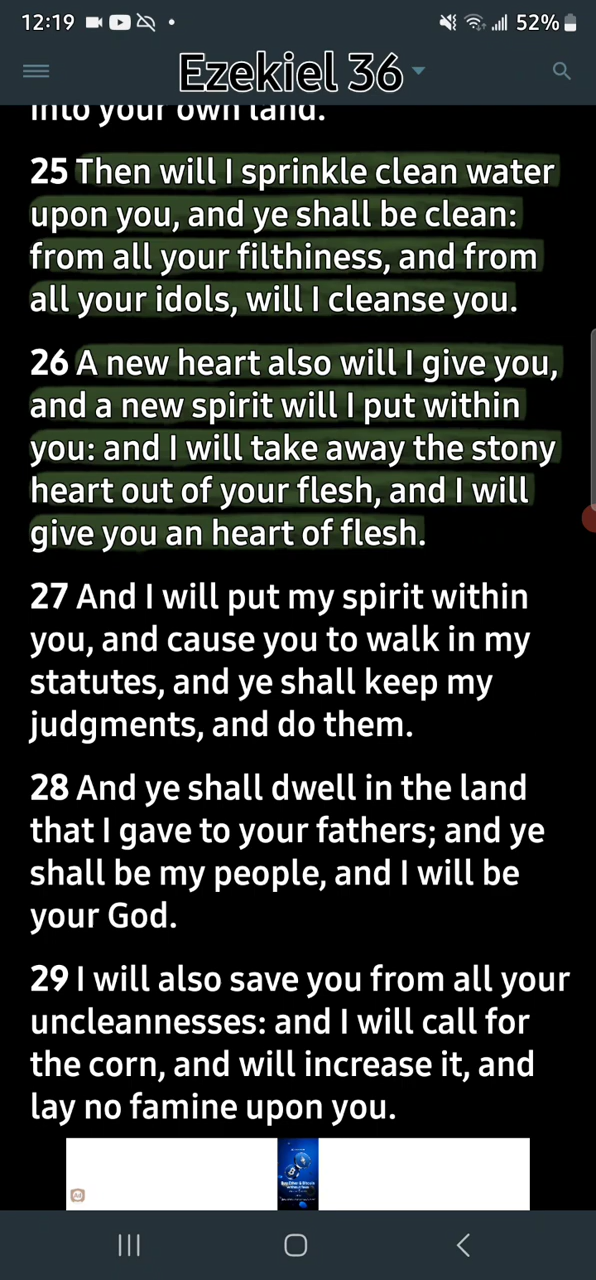 12:19
52%
Ezekiel 36
into your own land.
25 Then will I sprinkle clean water
upon you, and ye shall be clean:
from all your filthiness, and from
all your idols, will I cleanse you.
26 A new heart also will I give you,
and a new spirit will I put within
you: and I will take away the stony
heart out of your flesh, and I will
give you an heart of flesh.
27 And I will put my spirit within
you, and cause you to walk in my
statutes, and ye shall keep my
judgments, and do them.
28 And ye shall dwell in the land
that I gave to your fathers; and ye
shall be my people, and I will be
your God.
29 I will also save you from all your
uncleannesses: and I will call for
the corn, and will increase it, and
lay no famine upon you.